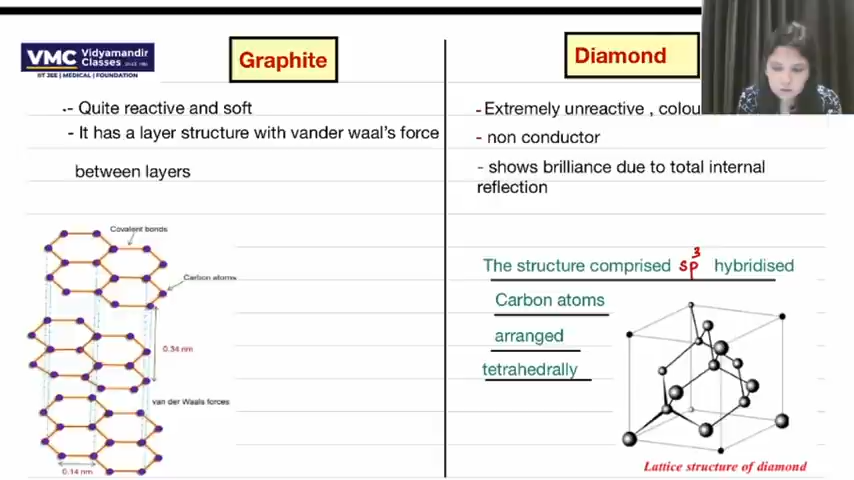 VMC Vidyamandir Classes SINCE 1986
IIT JEE | MEDICAL | FOUNDATION
Graphite
.- Quite reactive and soft
- It has a layer structure with vander waal's force
between layers
Covalent bonds
Carbon atoms
0.34 nm
van der Waals forces
0.14 nm
Diamond
-Extremely unreactive , colou
- non conductor
- shows brilliance due to total internal
reflection
The structure comprised sp³ hybridised
Carbon atoms
arranged
tetrahedrally
Lattice structure of diamond